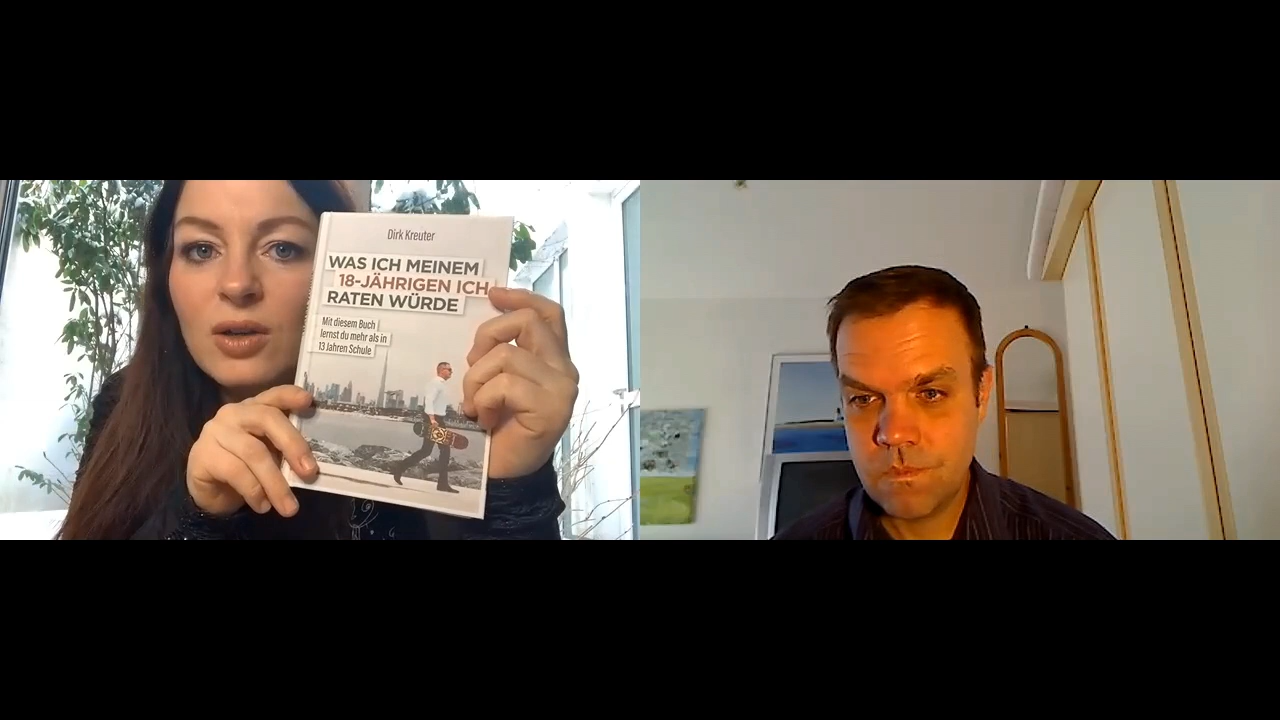 Dirk Kreuter
WAS ICH MEINEM
18-JÄHRIGEN ICH
RATEN WÜRDE
Mit diesem Buch
lernst du mehr als in
13 Jahren Schule